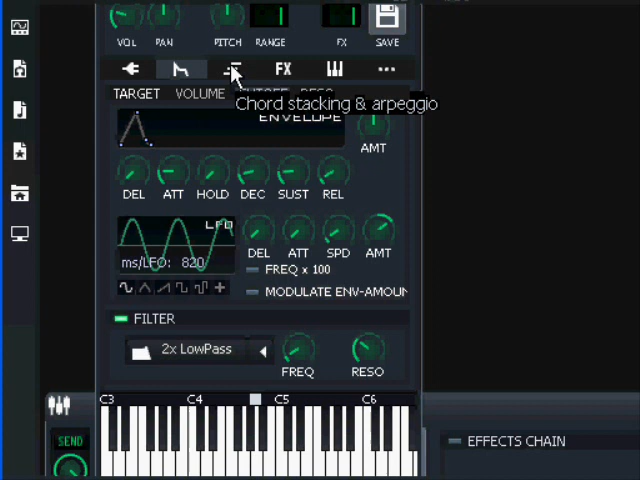 VOL PAN PITCH RANGE FX SAVE
FX
TARGET VOLUME
Chord stacking & arpeggio
ENVELOPE
AMT
DEL ATT HOLD DEC SUST REL
LFO
ms/LFO: 820
DEL ATT SPD AMT
FREQ x 100
MODULATE ENV-AMOUN
FILTER
2x LowPass
FREQ RESO
C3 C4 C5 C6
SEND
EFFECTS CHAIN